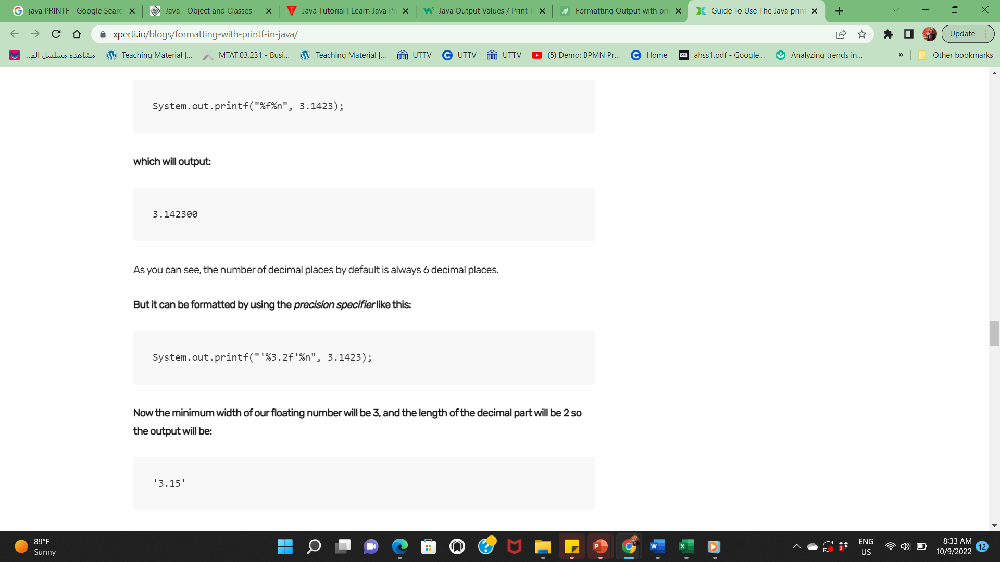 java PRINTF - Google Searc
Java - Object and Classes
Java Tutorial | Learn Java Pr
Java Output Values / Print T
Formatting Output with prin
Guide To Use The Java print
xperti.io/blogs/formatting-with-printf-in-java/
Update
مشاهدة مسلسل الم...
Teaching Material |...
MTAT.03.231 - Busi...
Teaching Material |...
UTTV
UTTV
UTTV
(5) Demo: BPMN Pr...
Home
CFI
ahss1.pdf - Google...
Analyzing trends in...
»
Other bookmarks
System.out.printf("%f%n", 3.1423);
which will output:
3.142300
As you can see, the number of decimal places by default is always 6 decimal places.
But it can be formatted by using the precision specifier like this:
System.out.printf("'%3.2f'%n", 3.1423);
Now the minimum width of our floating number will be 3, and the length of the decimal part will be 2 so
the output will be:
'3.15'
89°F
Sunny
3
ENG
US
8:33 AM
10/9/2022
12